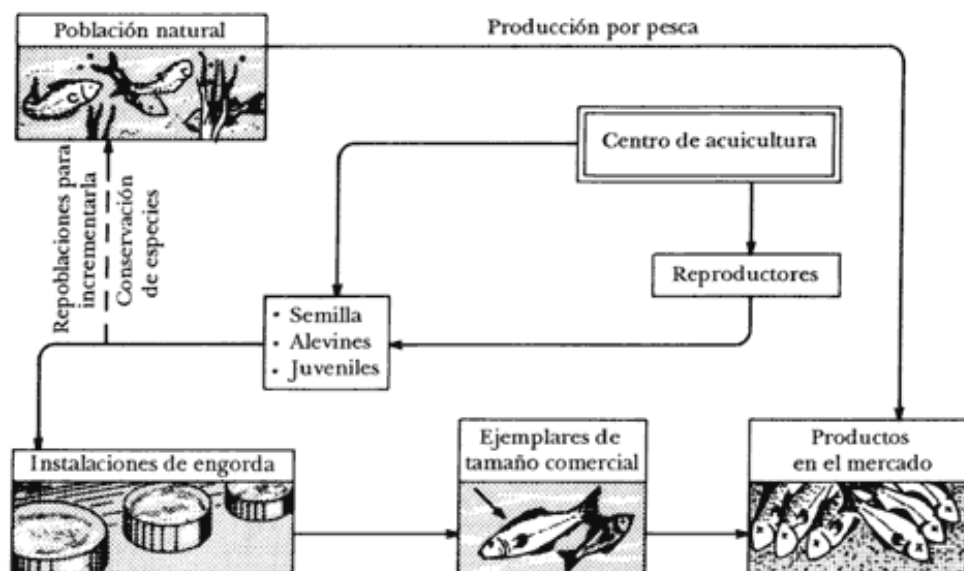 Población natural
Producción por pesca
Centro de acuicultura
Repoblaciones para
incrementarla
Conservación
de especies
Reproductores
• Semilla
• Alevines
• Juveniles
Instalaciones de engorda
Ejemplares de
tamaño comercial
Productos
en el mercado